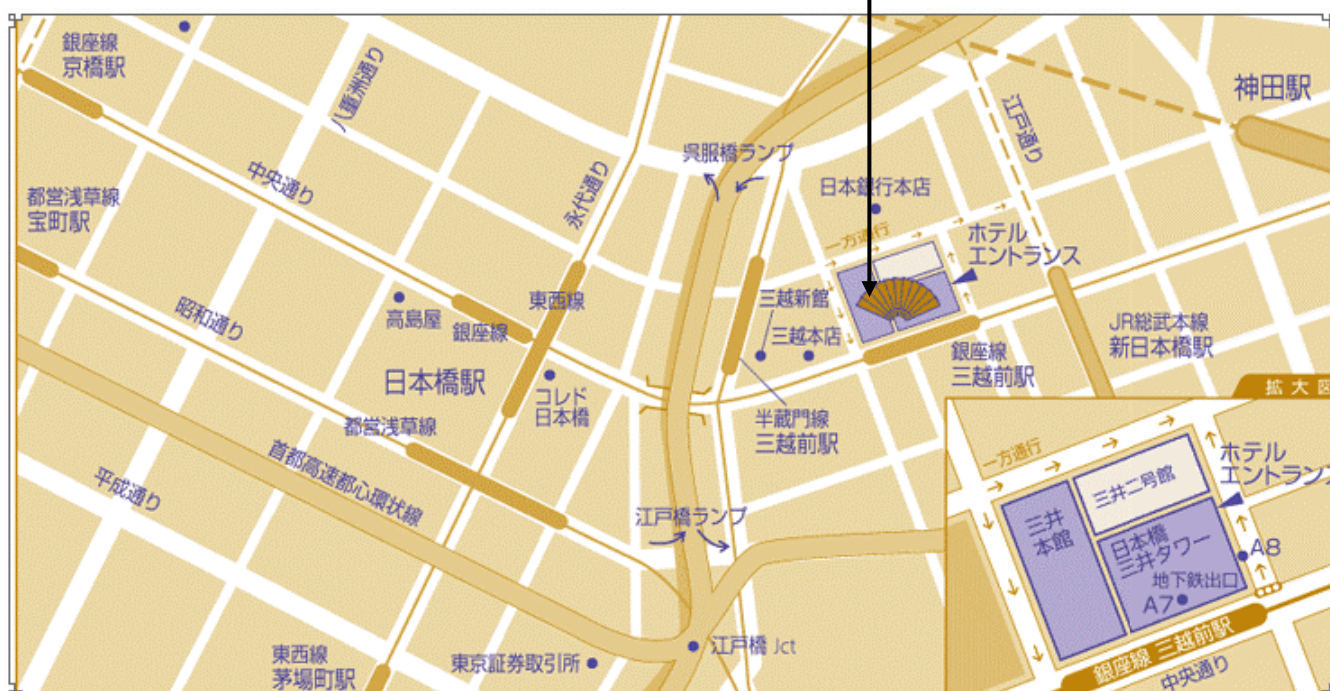 銀座線
京橋駅
八重洲通り
中央通り
都営浅草線
宝町駅
永代通り
呉服橋ランプ
日本銀行本店
江戸通り
神田駅
一方通行
ホテル
エントランス
昭和通り
高島屋
銀座線
東西線
三越新館
三越本店
JR総武本線
新日本橋駅
銀座線
三越前駅
日本橋駅
コレド
日本橋
半蔵門線
三越前駅
都営浅草線
首都高速都心環状線
平成通り
江戸橋ランプ
東西線
茅場町駅
東京証券取引所
江戸橋 Jct
拡大図
一方通行
ホテル
エントランス
三井二号館
三井
本館
日本橋
三井タワー
地下鉄出口
A8
A7
銀座線 三越前駅
中央通り